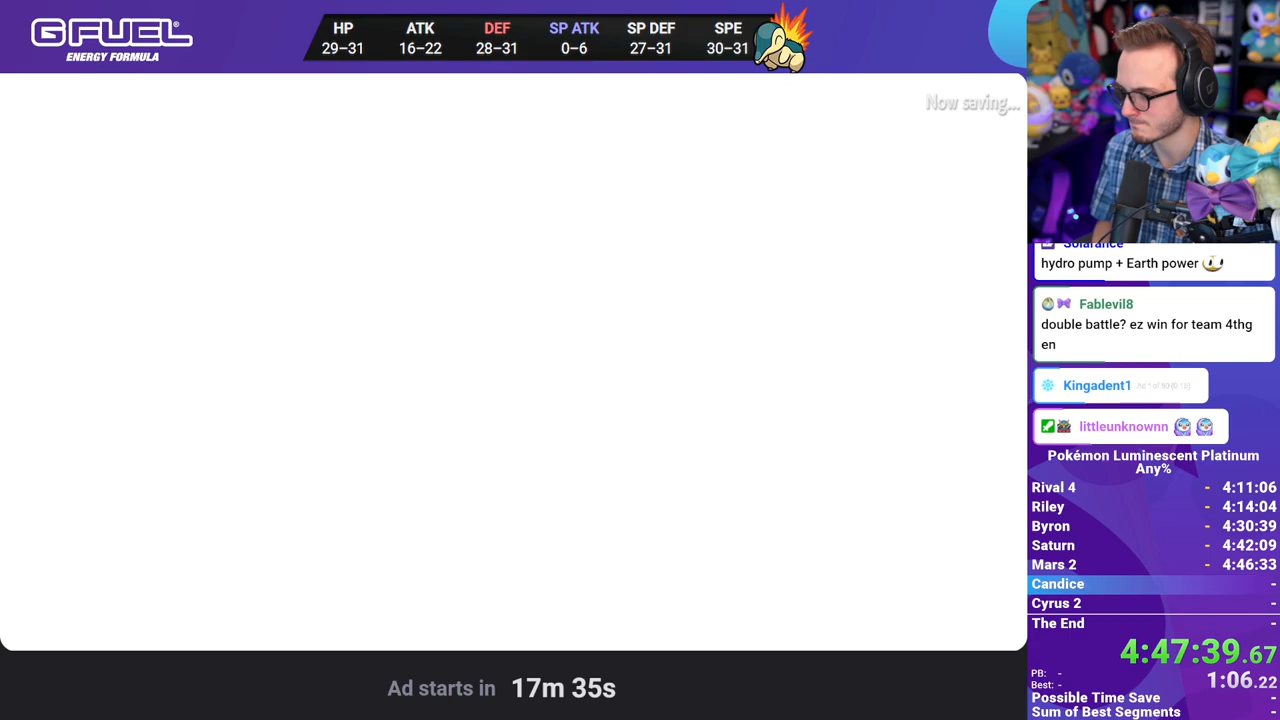 G FUEL
ENERGY FORMULA
HP ATK DEF SP ATK SP DEF SPE
29–31 16–22 28–31 0–6 27–31 30–31
Now saving...
Solarance
hydro pump + Earth power
Fablevil8
double battle? ez win for team 4thg
en
Kingadent1
littleunknownn
Pokémon Luminescent Platinum
Any%
Rival 4 - 4:11:06
Riley - 4:14:04
Byron - 4:30:39
Saturn - 4:42:09
Mars 2 - 4:46:33
Candice -
Cyrus 2 -
The End -
4:47:39.67
PB: -
Best: -
1:06.22
Possible Time Save -
Sum of Best Segments -
Ad starts in 17m 35s